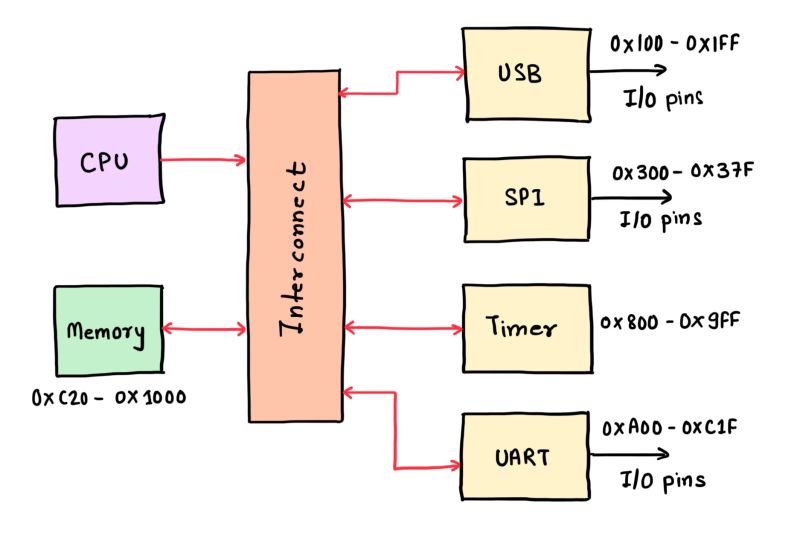 CPU
Memory
0xC20 - 0x1000
Interconnect
USB
0x100 - 0x1FF
I/O pins
SPI
0x300 - 0x37F
I/O pins
Timer
0x800 - 0x9FF
UART
0xA00 - 0xC1F
I/O pins